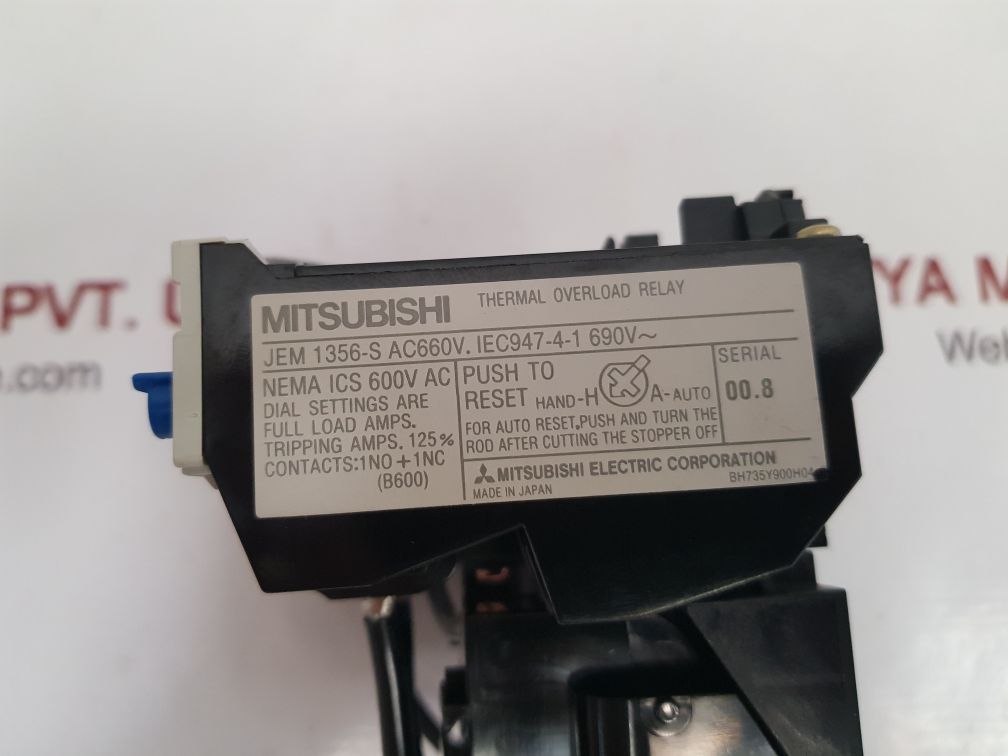 MITSUBISHI THERMAL OVERLOAD RELAY
JEM 1356-S AC660V. IEC947-4-1 690V~
NEMA ICS 600V AC
DIAL SETTINGS ARE
FULL LOAD AMPS.
TRIPPING AMPS. 125%
CONTACTS:1NO+1NC
(B600)
PUSH TO
RESET HAND-H A-AUTO
FOR AUTO RESET,PUSH AND TURN THE
ROD AFTER CUTTING THE STOPPER OFF
SERIAL
00.8
MITSUBISHI ELECTRIC CORPORATION
MADE IN JAPAN BH735Y900H04
PVT.
YA M
e.com
Wel